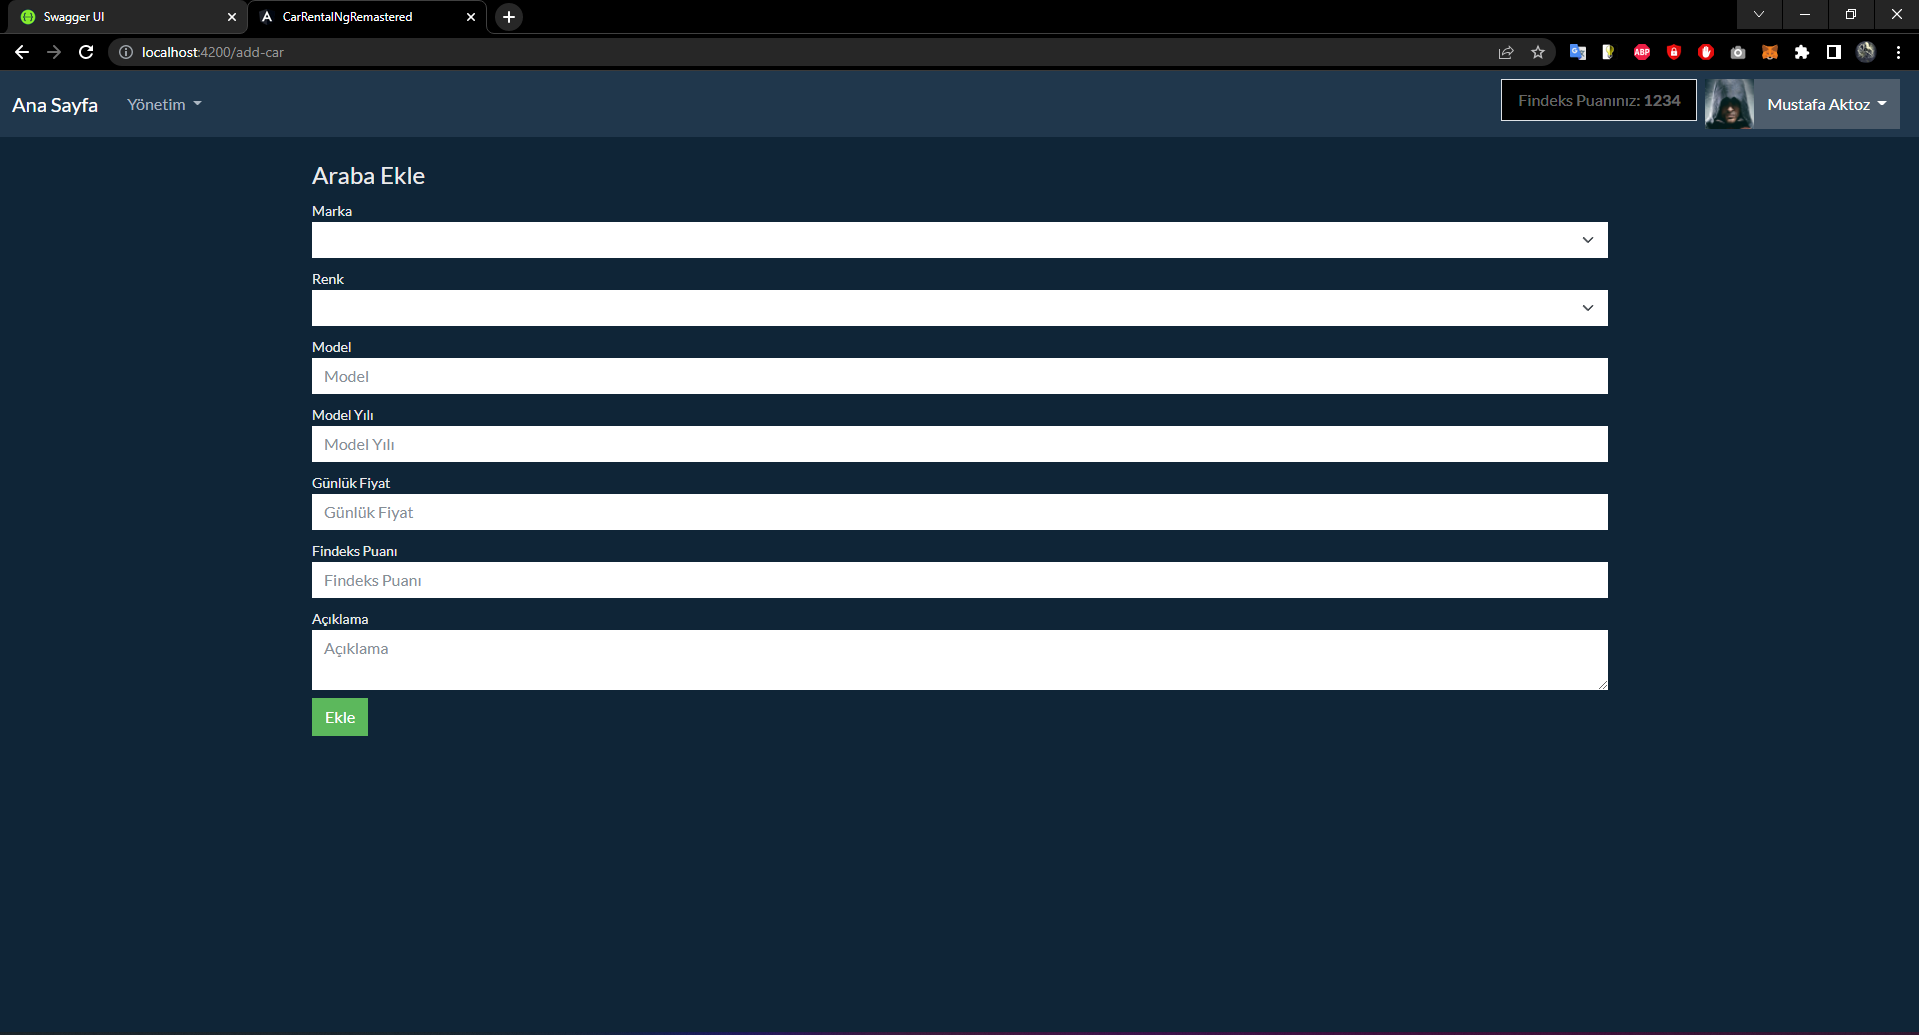 Swagger UI
CarRentalNgRemastered
localhost:4200/add-car
ABP
Ana Sayfa
Yönetim
Findeks Puanınız: 1234
Mustafa Aktoz
Araba Ekle
Marka
Renk
Model
Model
Model Yılı
Model Yılı
Günlük Fiyat
Günlük Fiyat
Findeks Puanı
Findeks Puanı
Açıklama
Açıklama
Ekle